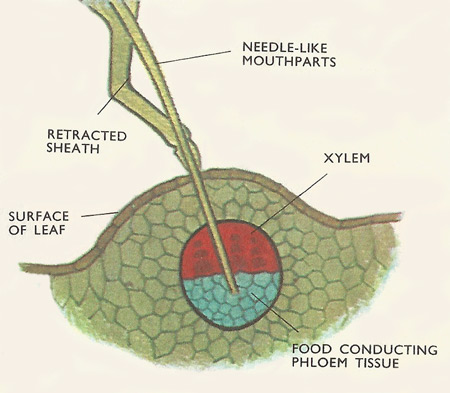 NEEDLE-LIKE
MOUTHPARTS
RETRACTED
SHEATH
XYLEM
SURFACE
OF LEAF
FOOD CONDUCTING
PHLOEM TISSUE